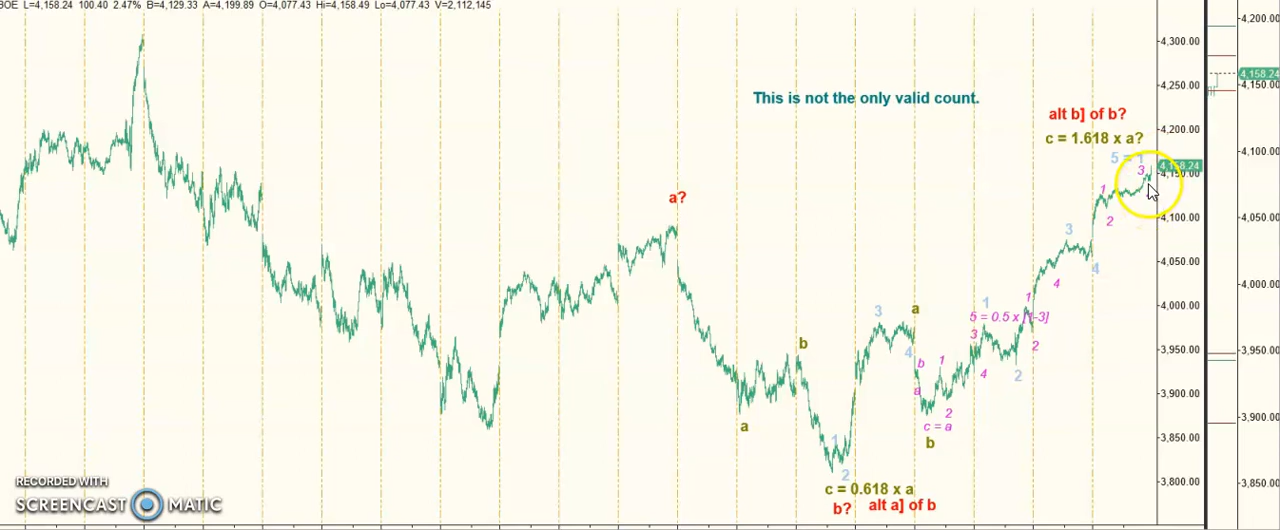 BOE L=4,158.24 100.40 2.47% B=4,129.33 A=4,199.89 O=4,077.43 Hi=4,158.49 Lo=4,077.43 V=2,112,145
This is not the only valid count.
alt b] of b?
c = 1.618 x a?
5 = 1
3
1
2
a?
3
4
1
4
a
1
5 = 0.5 x [1-3]
3
2
3
4
b
b
1
4
2
a
2
c = a
a
b
1
2
c = 0.618 x a
b?
alt a] of b
4,300.00
4,250.00
4,200.00
4,158.24
4,150.00
4,100.00
4,050.00
4,000.00
3,950.00
3,900.00
3,850.00
3,800.00
4,200.00
4,158.24
4,150.00
4,100.00
4,050.00
4,000.00
3,950.00
3,900.00
3,850.00
RECORDED WITH
SCREENCAST MATIC